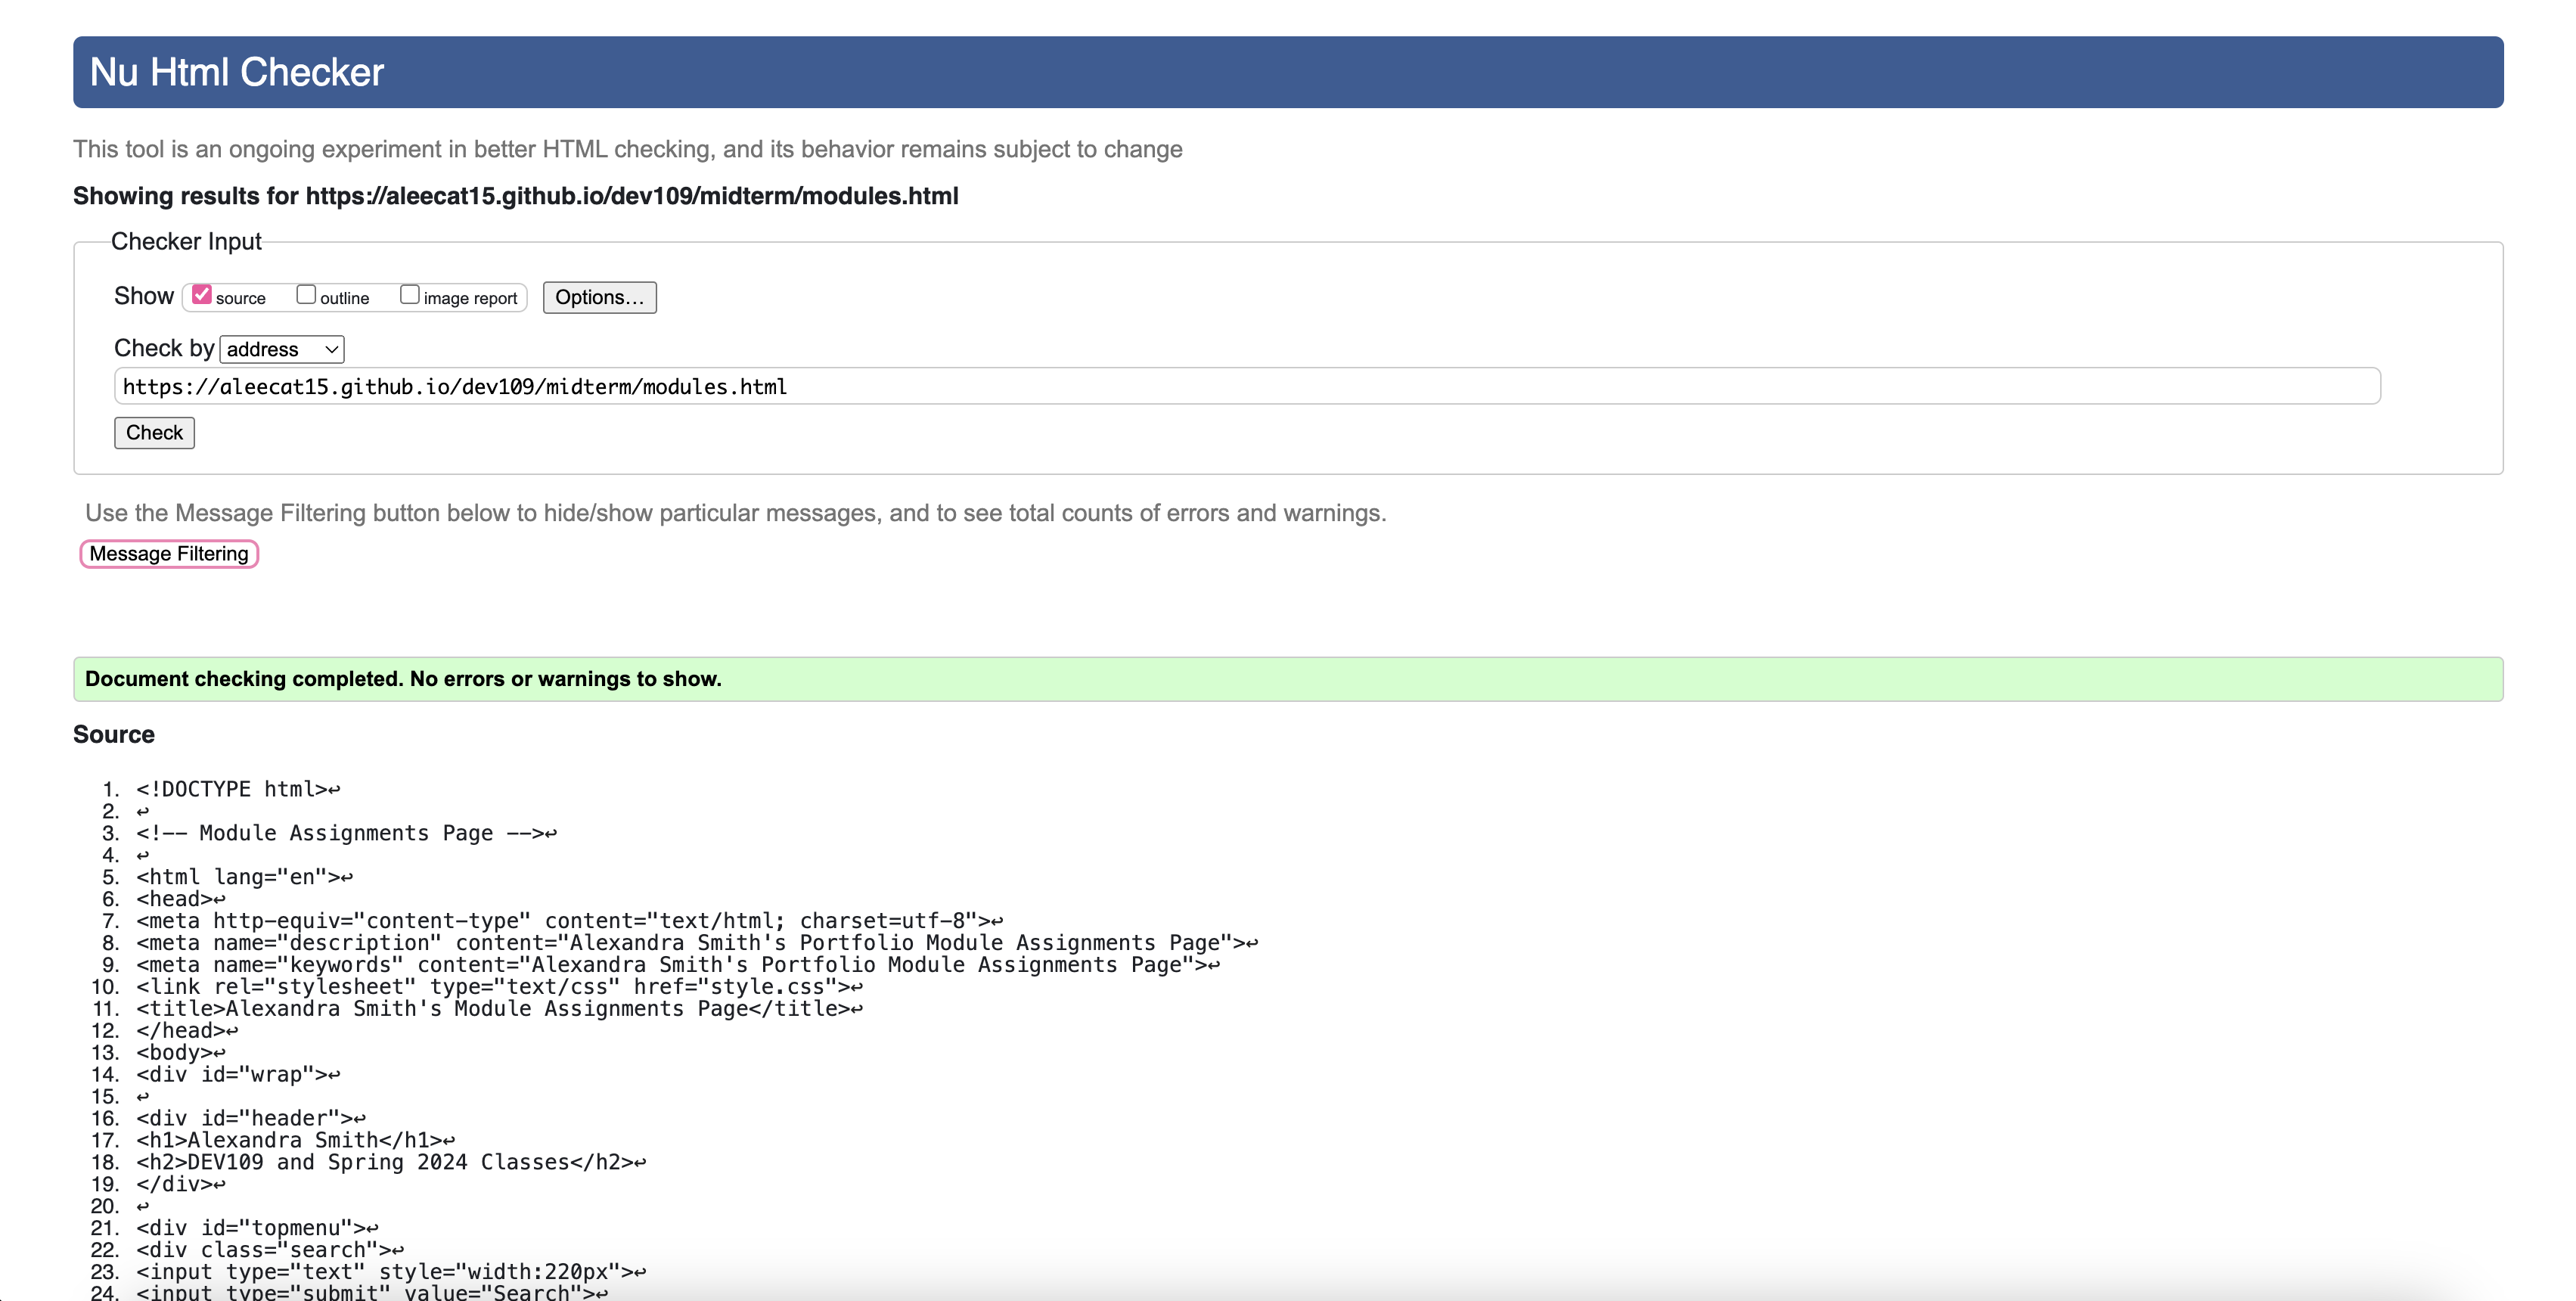 Nu Html Checker
This tool is an ongoing experiment in better HTML checking, and its behavior remains subject to change
Showing results for https://aleecat15.github.io/dev109/midterm/modules.html
Checker Input
Show source outline image report Options...
Check by address
https://aleecat15.github.io/dev109/midterm/modules.html
Check
Use the Message Filtering button below to hide/show particular messages, and to see total counts of errors and warnings.
Message Filtering
Document checking completed. No errors or warnings to show.
Source
1. <!DOCTYPE html>↩
2. ↩
3. <!-- Module Assignments Page -->↩
4. ↩
5. <html lang="en">↩
6. <head>↩
7. <meta http-equiv="content-type" content="text/html; charset=utf-8">↩
8. <meta name="description" content="Alexandra Smith's Portfolio Module Assignments Page">↩
9. <meta name="keywords" content="Alexandra Smith's Portfolio Module Assignments Page">↩
10. <link rel="stylesheet" type="text/css" href="style.css">↩
11. <title>Alexandra Smith's Module Assignments Page</title>↩
12. </head>↩
13. <body>↩
14. <div id="wrap">↩
15. ↩
16. <div id="header">↩
17. <h1>Alexandra Smith</h1>↩
18. <h2>DEV109 and Spring 2024 Classes</h2>↩
19. </div>↩
20. ↩
21. <div id="topmenu">↩
22. <div class="search">↩
23. <input type="text" style="width:220px">↩
24. <input type="submit" value="Search">↩